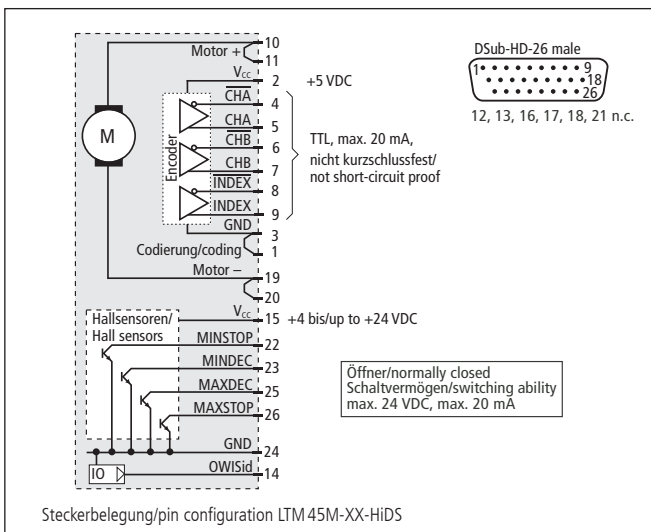 10
Motor +
11
Vcc
2
+5 VDC
CHA
4
CHA
5
CHB
6
CHB
7
INDEX
8
INDEX
9
GND
3
Codierung/coding
1
Motor –
19
20
M
Encoder
TTL, max. 20 mA,
nicht kurzschlussfest/
not short-circuit proof
DSub-HD-26 male
1
9
18
26
12, 13, 16, 17, 18, 21 n.c.
Vcc
15
+4 bis/up to +24 VDC
Hallsensoren/
Hall sensors
MINSTOP
22
MINDEC
23
MAXDEC
25
MAXSTOP
26
GND
24
IO
OWISid
14
Öffner/normally closed
Schaltvermögen/switching ability
max. 24 VDC, max. 20 mA
Steckerbelegung/pin configuration LTM 45M-XX-HiDS